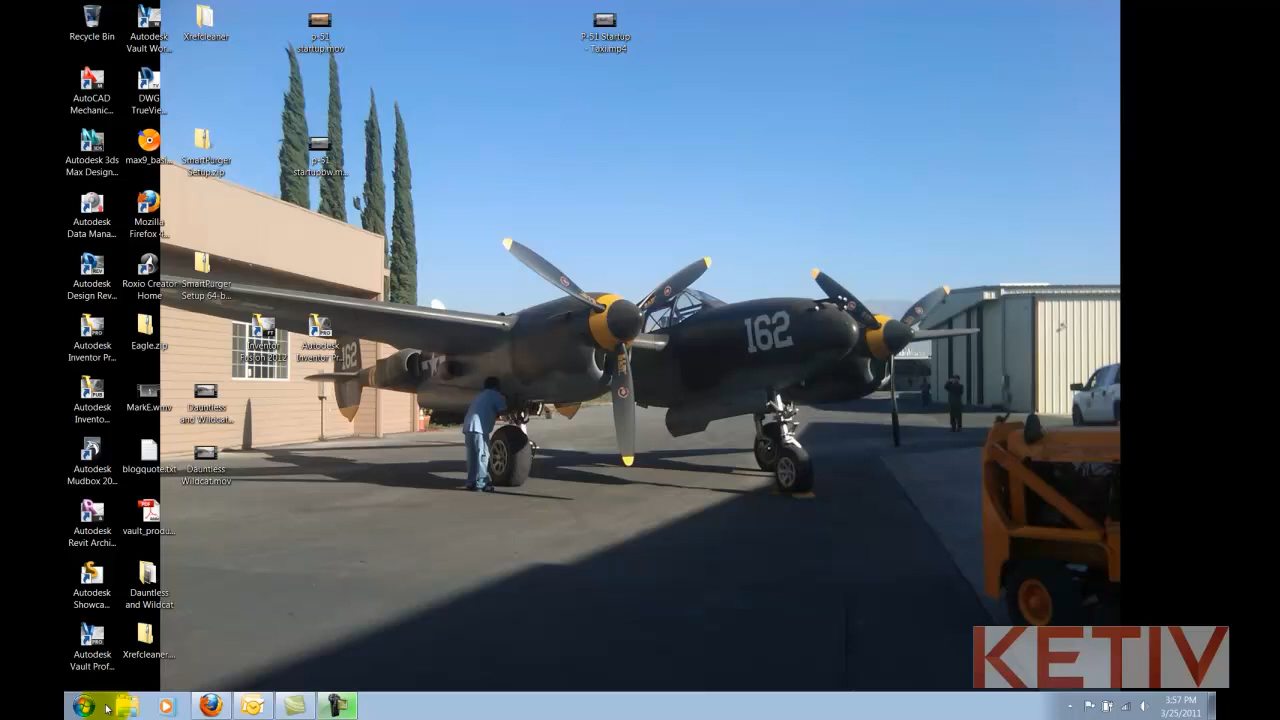 Recycle Bin
Autodesk
Vault Wor...
Xrefcleaner
p-51
startup.mov
P-51 Startup
- Taxi.mp4
AutoCAD
Mechanic...
DWG
TrueVie...
Autodesk 3ds
Max Design...
max9_basi...
SmartPurger
Setup.zip
p-51
startupbw.m...
Autodesk
Data Mana...
Mozilla
Firefox 4...
Autodesk
Design Rev...
Roxio Creator
Home
SmartPurger
Setup 64-b...
Autodesk
Inventor Pr...
Eagle.zip
Inventor
Fusion 2012
Autodesk
Inventor Pr...
Autodesk
Invento...
MarkE.wmv
Dauntless
and Wildcat...
Autodesk
Mudbox 20...
blogquote.txt
Dauntless
Wildcat.mov
Autodesk
Revit Archi...
vault_produ...
Autodesk
Showca...
Dauntless
and Wildcat
Autodesk
Vault Prof...
Xrefcleaner....
162
162
KETIV
3:57 PM
3/25/2011